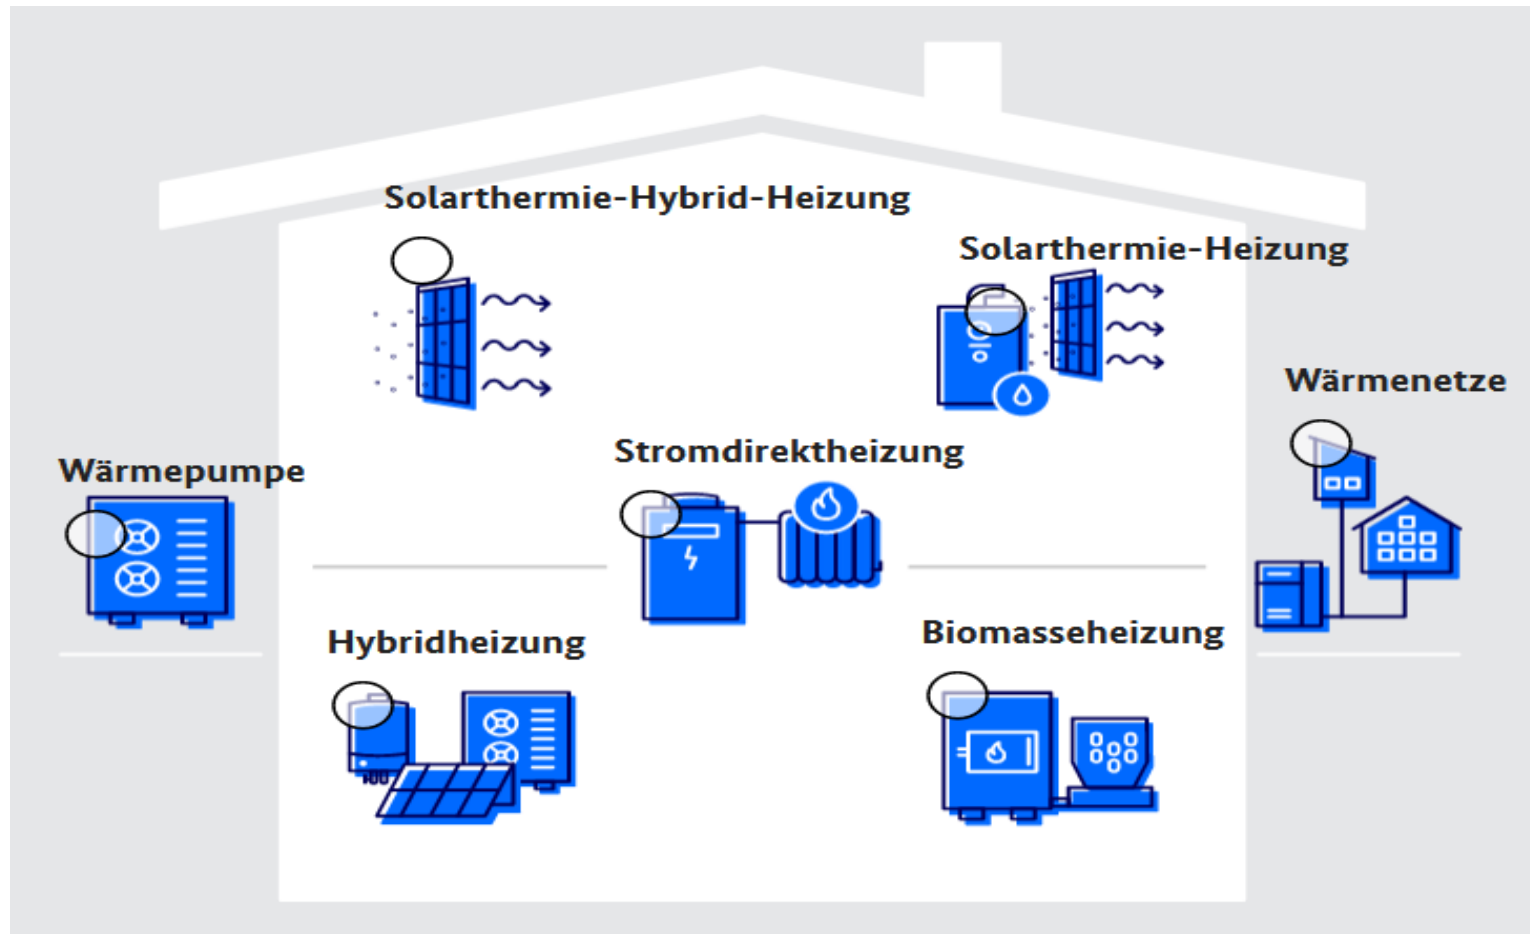 Solarthermie-Hybrid-Heizung
Solarthermie-Heizung
Wärmenetze
Stromdirektheizung
Wärmepumpe
Hybridheizung
Biomasseheizung